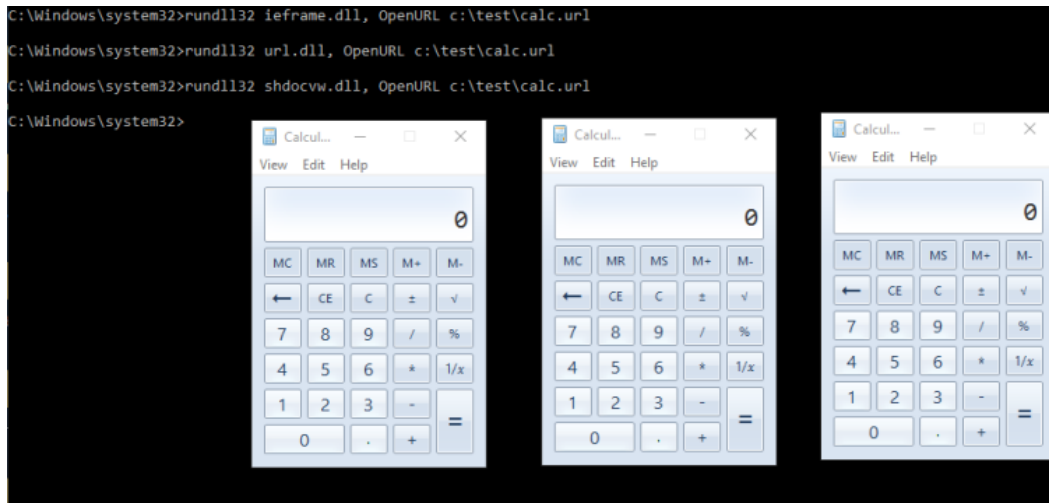 C:\Windows\system32>rundll32 ieframe.dll, OpenURL c:\test\calc.url
C:\Windows\system32>rundll32 url.dll, OpenURL c:\test\calc.url
C:\Windows\system32>rundll32 shdocvw.dll, OpenURL c:\test\calc.url
C:\Windows\system32>
Calcul...
View Edit Help
0
MC MR MS M+ M-
← CE C ± √
7 8 9 / %
4 5 6 * 1/x
1 2 3 - =
0 . +
Calcul...
View Edit Help
0
MC MR MS M+ M-
← CE C ± √
7 8 9 / %
4 5 6 * 1/x
1 2 3 - =
0 . +
Calcul...
View Edit Help
0
MC MR MS M+ M-
← CE C ± √
7 8 9 / %
4 5 6 * 1/x
1 2 3 - =
0 . +